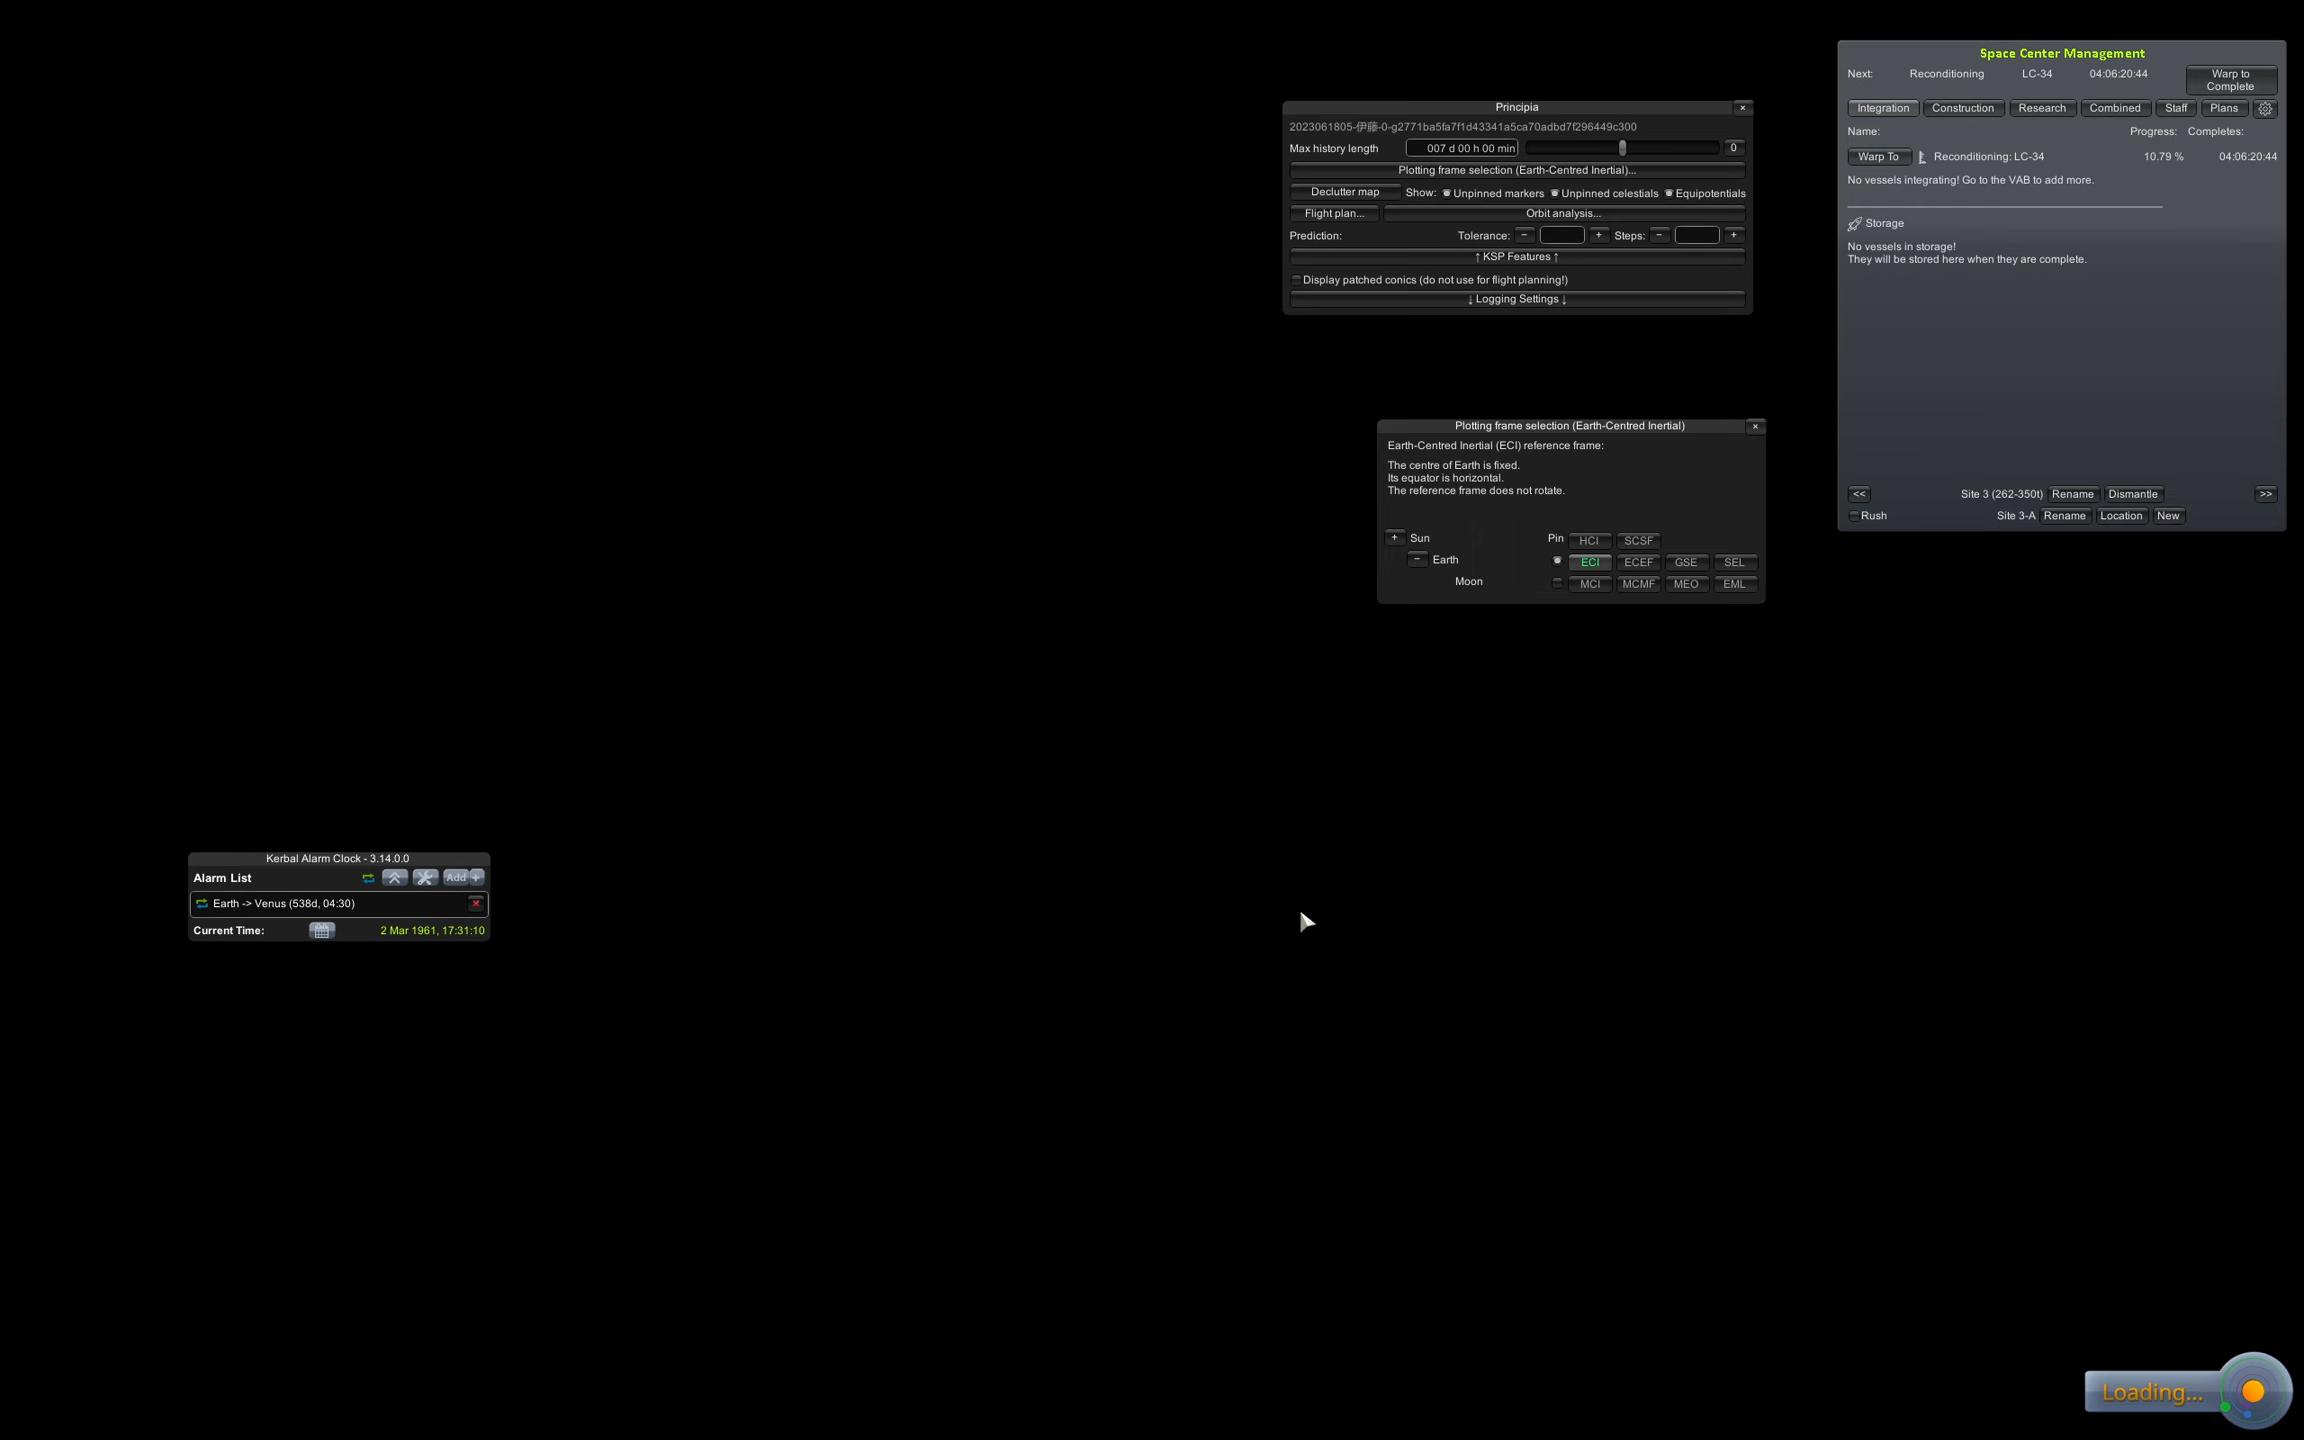 Space Center Management
Next: Reconditioning LC-34 04:06:20:44 Warp to Complete
Integration Construction Research Combined Staff Plans
Name: Progress: Completes:
Warp To Reconditioning: LC-34 10.79 % 04:06:20:44
No vessels integrating! Go to the VAB to add more.
Storage
No vessels in storage!
They will be stored here when they are complete.
<< Site 3 (262-350t) Rename Dismantle >>
Rush Site 3-A Rename Location New
Principia ×
2023061805-伊藤-0-g2771ba5fa7f1d43341a5ca70adbd7f296449c300
Max history length 007 d 00 h 00 min 0
Plotting frame selection (Earth-Centred Inertial)...
Declutter map Show: Unpinned markers Unpinned celestials Equipotentials
Flight plan... Orbit analysis...
Prediction: Tolerance: − + Steps: − +
↑ KSP Features ↑
Display patched conics (do not use for flight planning!)
↓ Logging Settings ↓
Plotting frame selection (Earth-Centred Inertial) ×
Earth-Centred Inertial (ECI) reference frame:
The centre of Earth is fixed.
Its equator is horizontal.
The reference frame does not rotate.
+ Sun Pin HCI SCSF
− Earth ECI ECEF GSE SEL
Moon MCI MCMF MEO EML
Kerbal Alarm Clock - 3.14.0.0
Alarm List Add +
Earth -> Venus (538d, 04:30)
Current Time: 2 Mar 1961, 17:31:10
Loading...